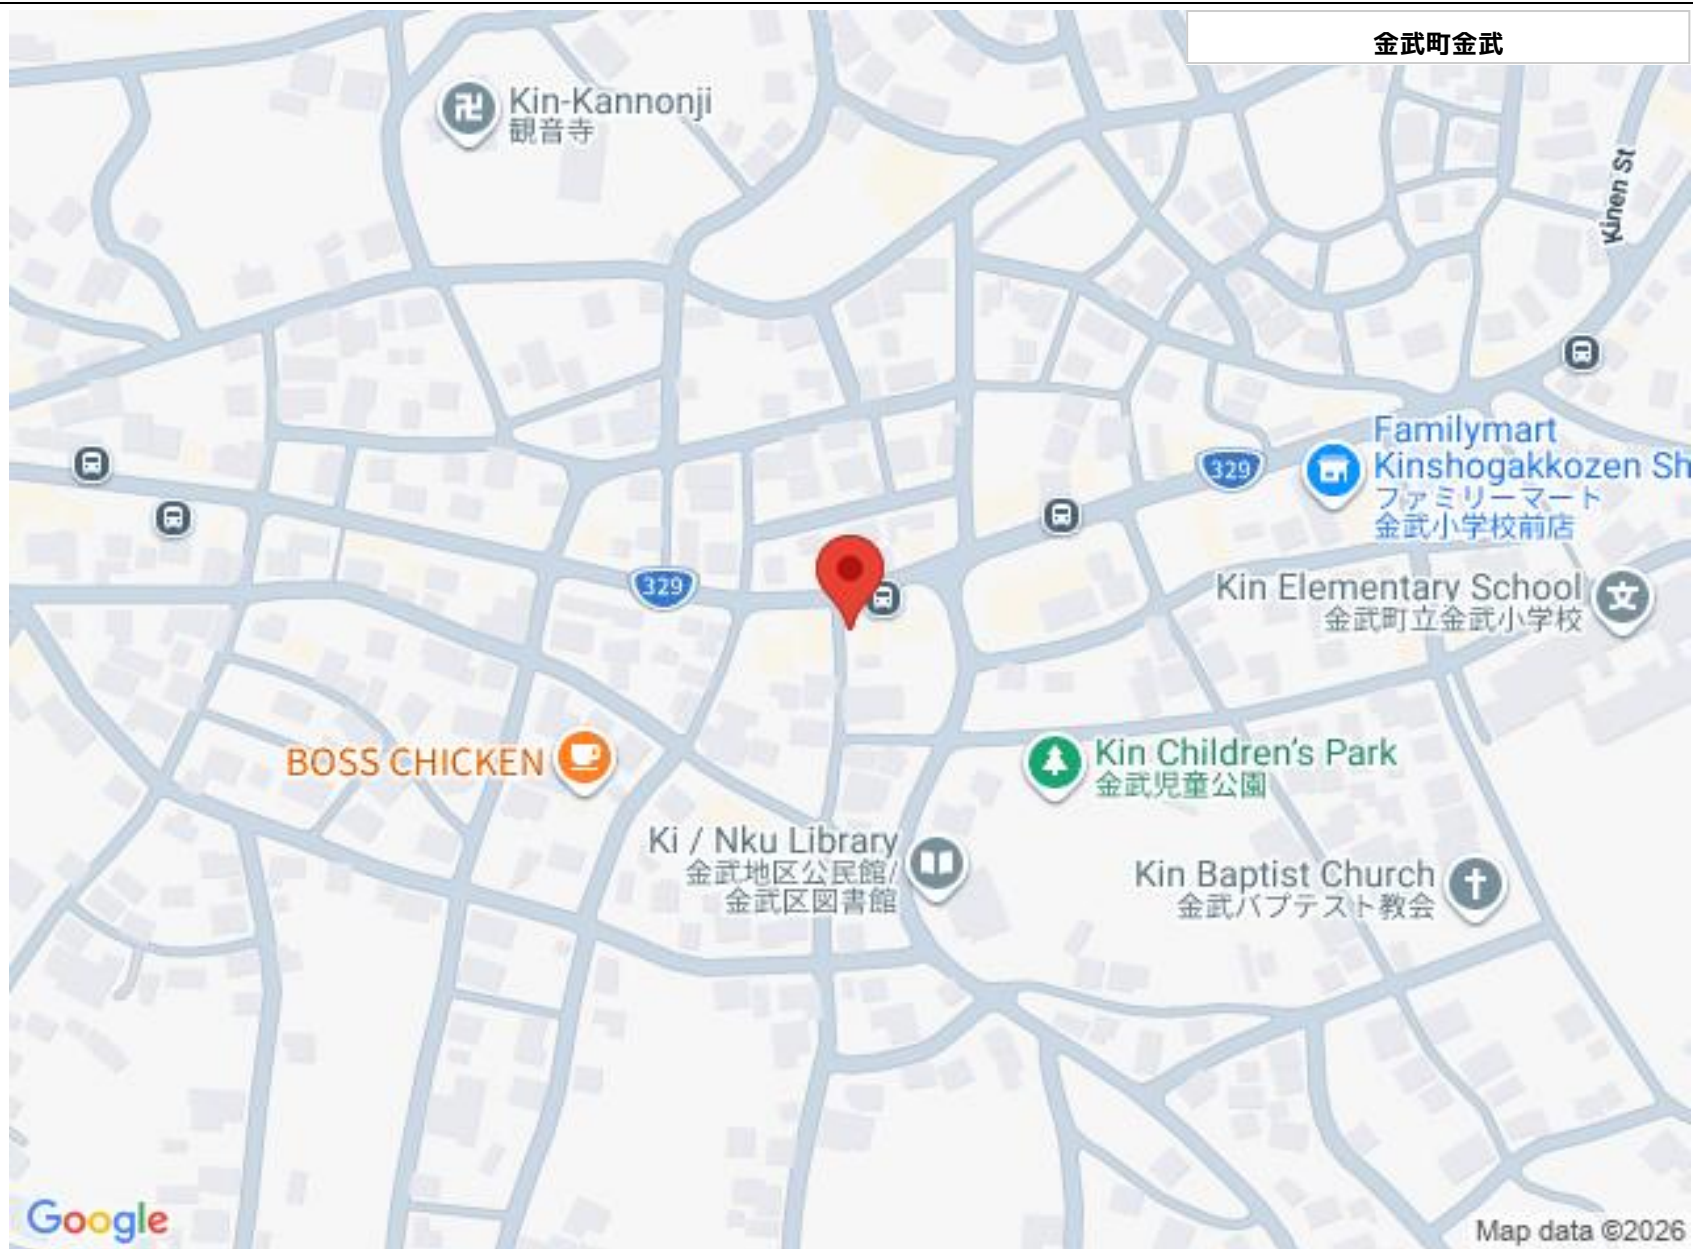 金武町金武
Kin-Kannonji
観音寺
Kinen St
Familymart
Kinshogakkozen Sh
ファミリーマート
金武小学校前店
329
329
Kin Elementary School
金武町立金武小学校
文
BOSS CHICKEN
Kin Children's Park
金武児童公園
Ki / Nku Library
金武地区公民館/
金武区図書館
Kin Baptist Church
金武バプテスト教会
Google
Map data ©2026